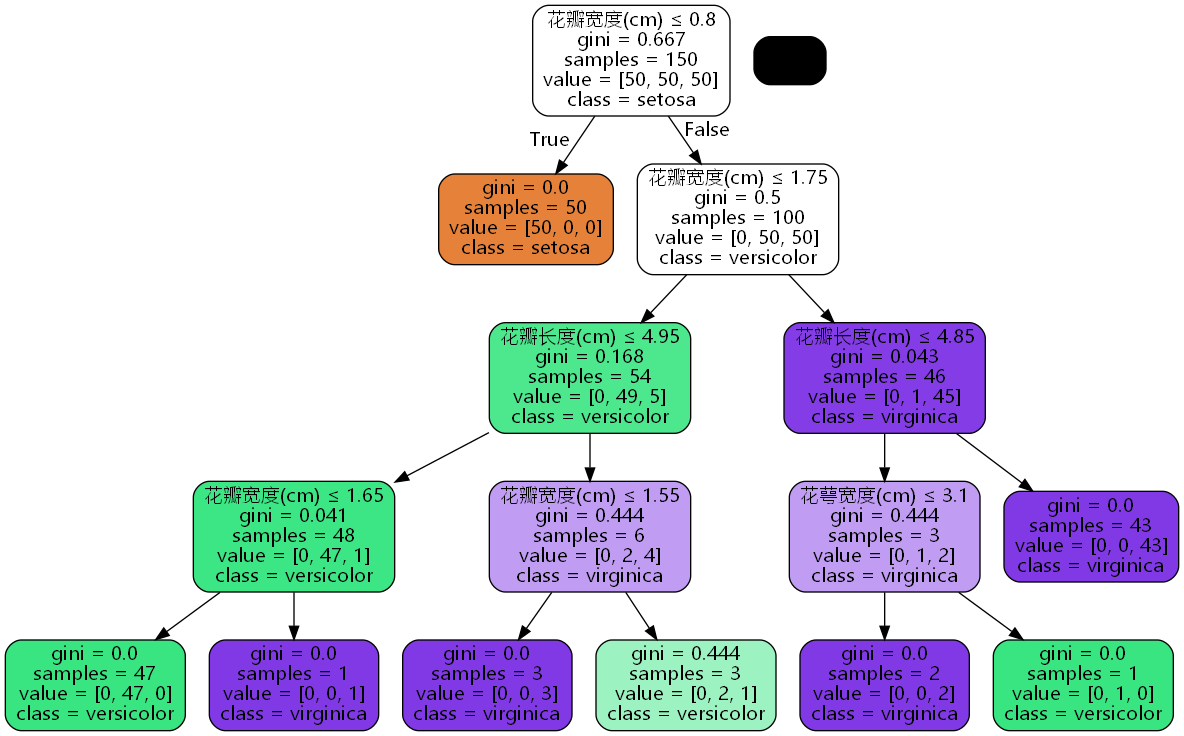 花瓣宽度(cm) ≤ 0.8
gini = 0.667
samples = 150
value = [50, 50, 50]
class = setosa
True
False
gini = 0.0
samples = 50
value = [50, 0, 0]
class = setosa
花瓣宽度(cm) ≤ 1.75
gini = 0.5
samples = 100
value = [0, 50, 50]
class = versicolor
花瓣长度(cm) ≤ 4.95
gini = 0.168
samples = 54
value = [0, 49, 5]
class = versicolor
花瓣长度(cm) ≤ 4.85
gini = 0.043
samples = 46
value = [0, 1, 45]
class = virginica
花瓣宽度(cm) ≤ 1.65
gini = 0.041
samples = 48
value = [0, 47, 1]
class = versicolor
花瓣宽度(cm) ≤ 1.55
gini = 0.444
samples = 6
value = [0, 2, 4]
class = virginica
花萼宽度(cm) ≤ 3.1
gini = 0.444
samples = 3
value = [0, 1, 2]
class = virginica
gini = 0.0
samples = 43
value = [0, 0, 43]
class = virginica
gini = 0.0
samples = 47
value = [0, 47, 0]
class = versicolor
gini = 0.0
samples = 1
value = [0, 0, 1]
class = virginica
gini = 0.0
samples = 3
value = [0, 0, 3]
class = virginica
gini = 0.444
samples = 3
value = [0, 2, 1]
class = versicolor
gini = 0.0
samples = 2
value = [0, 0, 2]
class = virginica
gini = 0.0
samples = 1
value = [0, 1, 0]
class = versicolor